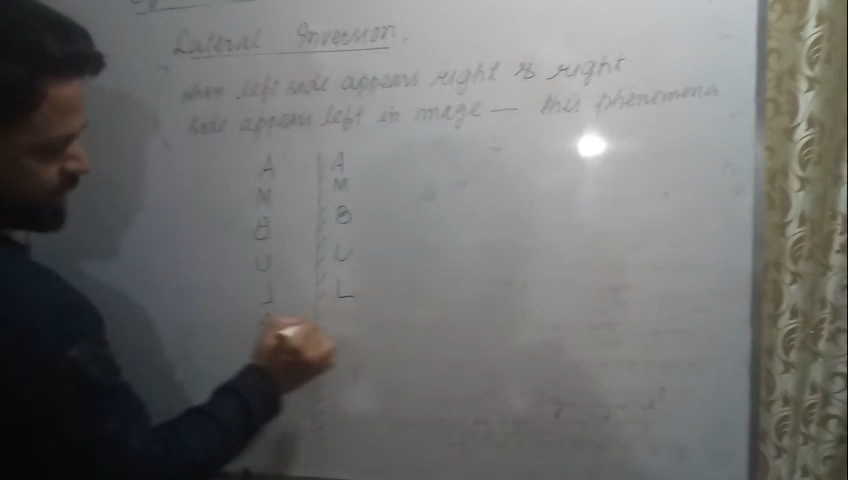 Lateral Inversion.
When left side appears right & right
side appears left in image — this phenomena
A A
M M
B B
U U
L L